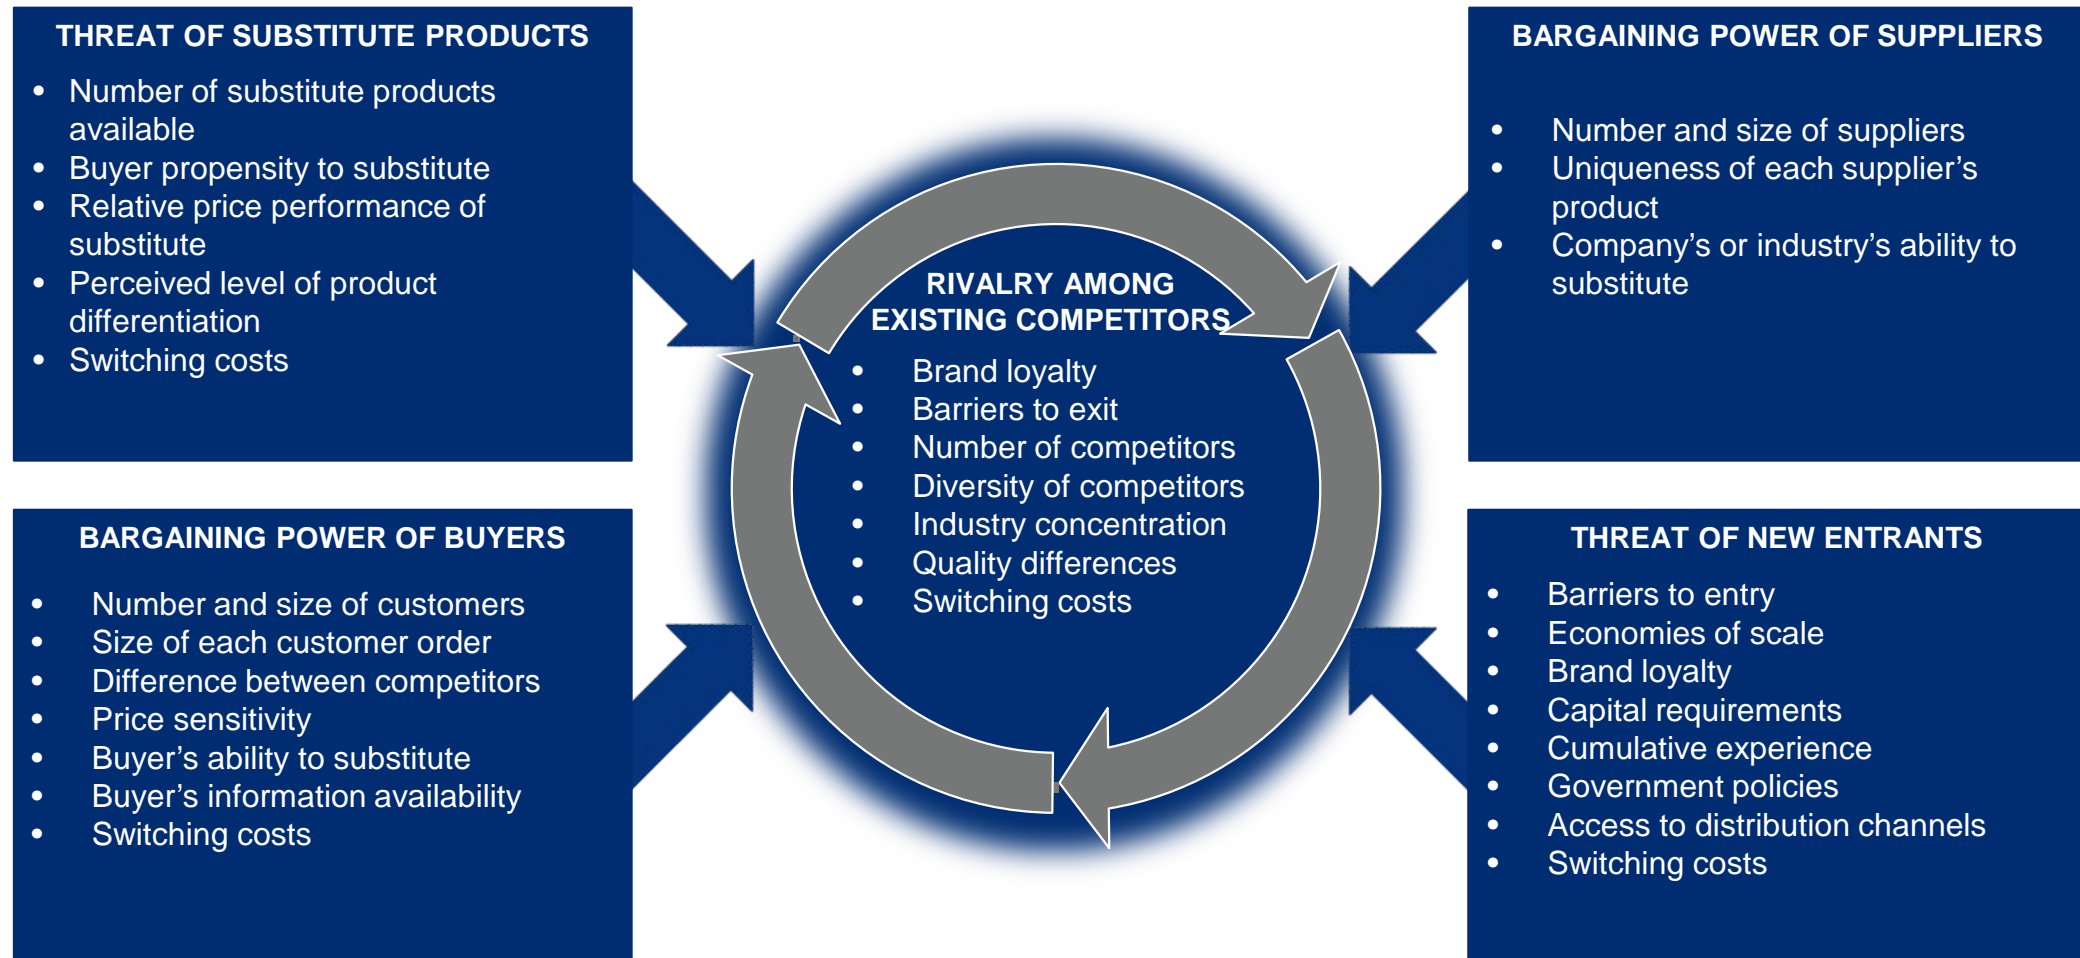 THREAT OF SUBSTITUTE PRODUCTS
• Number of substitute products
available
• Buyer propensity to substitute
• Relative price performance of
substitute
• Perceived level of product
differentiation
• Switching costs
BARGAINING POWER OF SUPPLIERS
• Number and size of suppliers
• Uniqueness of each supplier’s
product
• Company’s or industry’s ability to
substitute
RIVALRY AMONG
EXISTING COMPETITORS
• Brand loyalty
• Barriers to exit
• Number of competitors
• Diversity of competitors
• Industry concentration
• Quality differences
• Switching costs
BARGAINING POWER OF BUYERS
• Number and size of customers
• Size of each customer order
• Difference between competitors
• Price sensitivity
• Buyer’s ability to substitute
• Buyer’s information availability
• Switching costs
THREAT OF NEW ENTRANTS
• Barriers to entry
• Economies of scale
• Brand loyalty
• Capital requirements
• Cumulative experience
• Government policies
• Access to distribution channels
• Switching costs